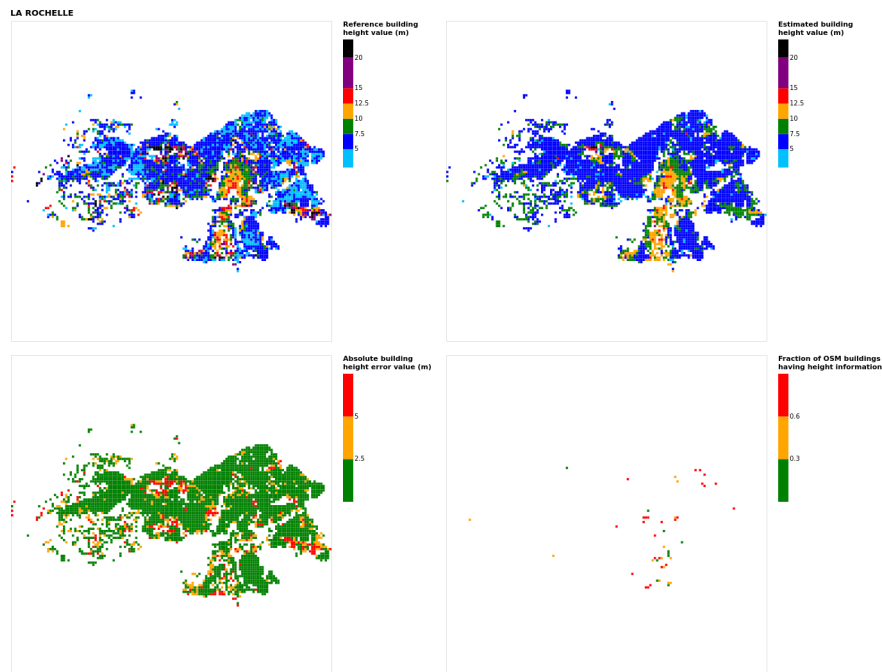 LA ROCHELLE
Reference building
height value (m)
20
15
12.5
10
7.5
5
Estimated building
height value (m)
20
15
12.5
10
7.5
5
Absolute building
height error value (m)
5
2.5
Fraction of OSM buildings
having height information
0.6
0.3